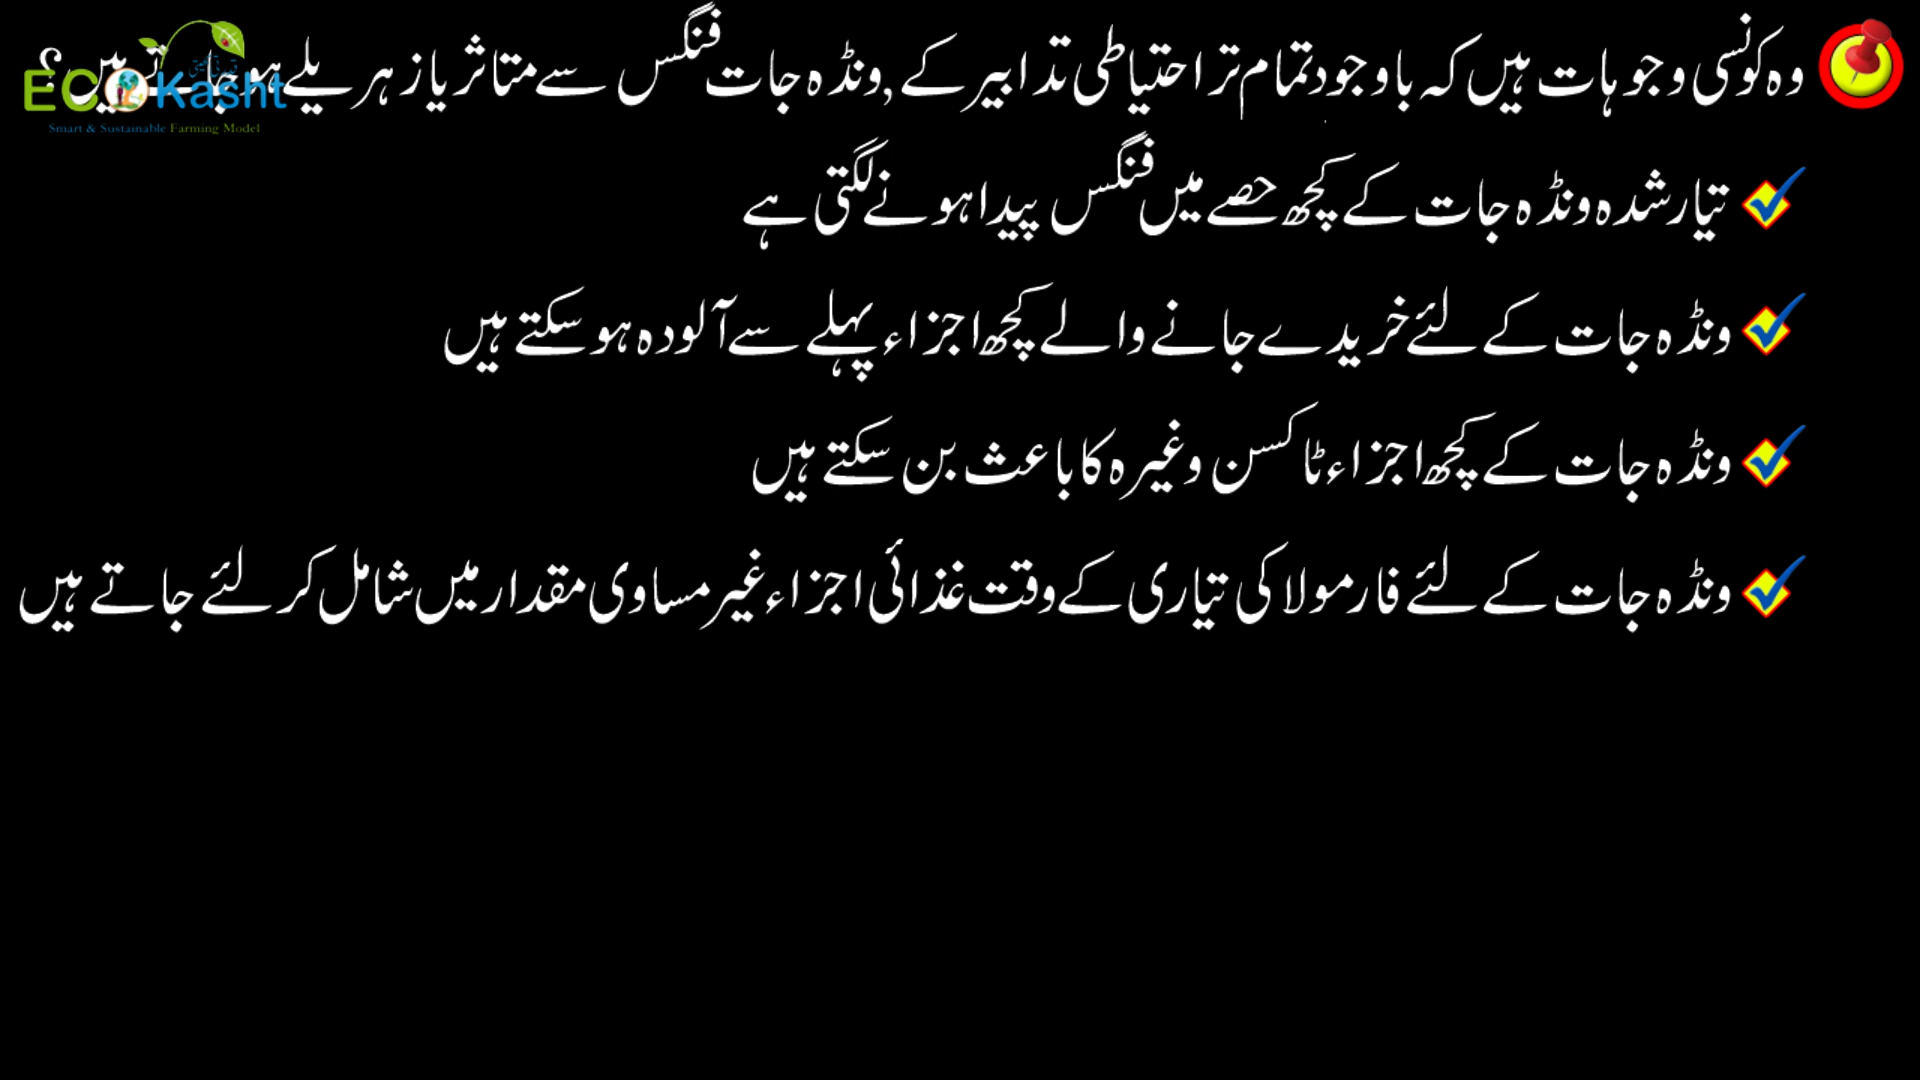 وہ کونسی وجوہات ہیں کہ باوجود تمام تر احتیاطی تدابیر کے ,ونڈہ جات فنگس سے متاثر یا زہریلے ہو جاتے ہیں؟
ECO Kasht
Smart & Sustainable Farming Model
تیار شدہ ونڈہ جات کے کچھ حصے میں فنگس پیدا ہونے لگتی ہے
ونڈہ جات کے لئے خریدے جانے والے کچھ اجزاء پہلے سے آلودہ ہو سکتے ہیں
ونڈہ جات کے کچھ اجزاء ٹاکسن وغیرہ کا باعث بن سکتے ہیں
ونڈہ جات کے لئے فارمولا کی تیاری کے وقت غذائی اجزاء غیر مساوی مقدار میں شامل کر لئے جاتے ہیں